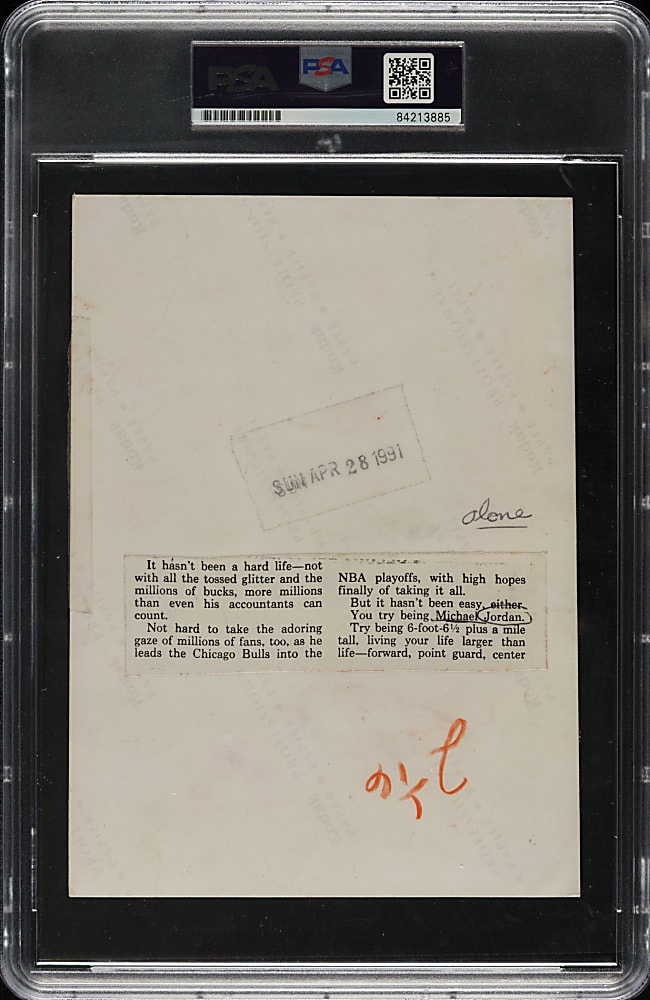 PSA
PSA
84213885
SUN APR 28 1991
alone
It hasn't been a hard life—not
with all the tossed glitter and the
millions of bucks, more millions
than even his accountants can
count.
Not hard to take the adoring
gaze of millions of fans, too, as he
leads the Chicago Bulls into the
NBA playoffs, with high hopes
finally of taking it all.
But it hasn't been easy, either.
You try being Michael Jordan.
Try being 6-foot-6½ plus a mile
tall, living your life larger than
life—forward, point guard, center